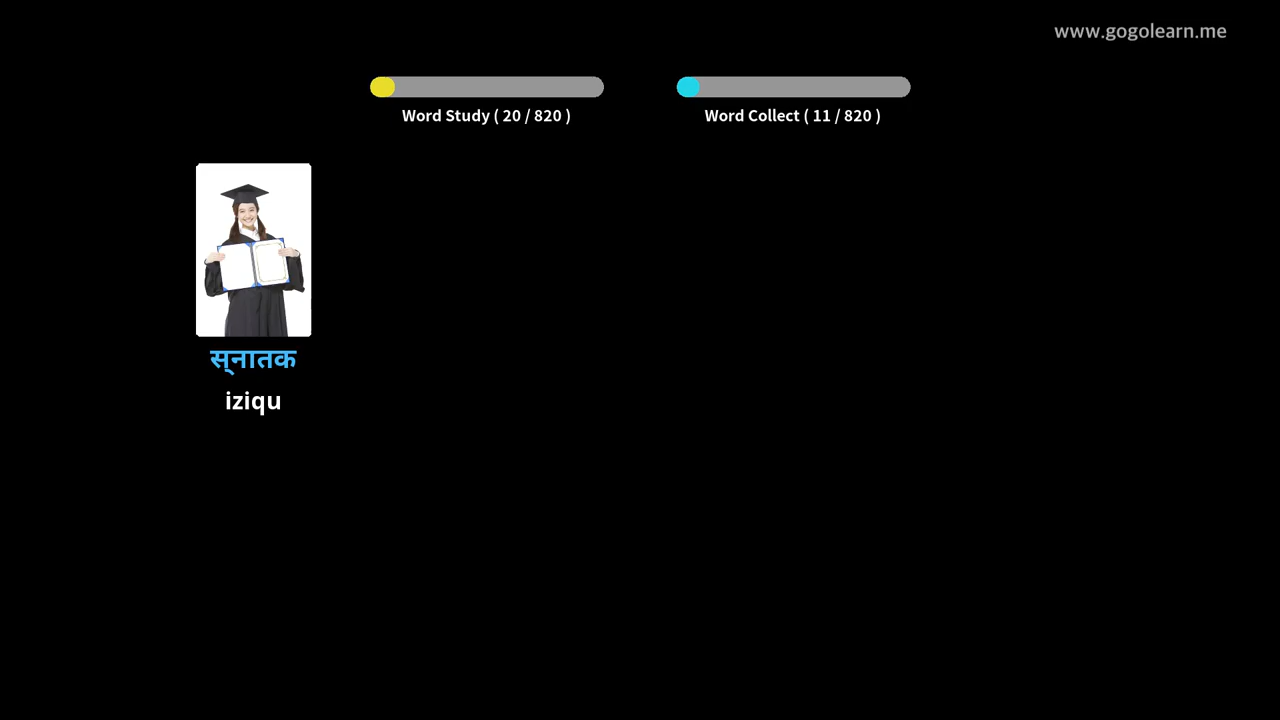 www.gogolearn.me
Word Study ( 20 / 820 )
Word Collect ( 11 / 820 )
स्नातक
iziqu